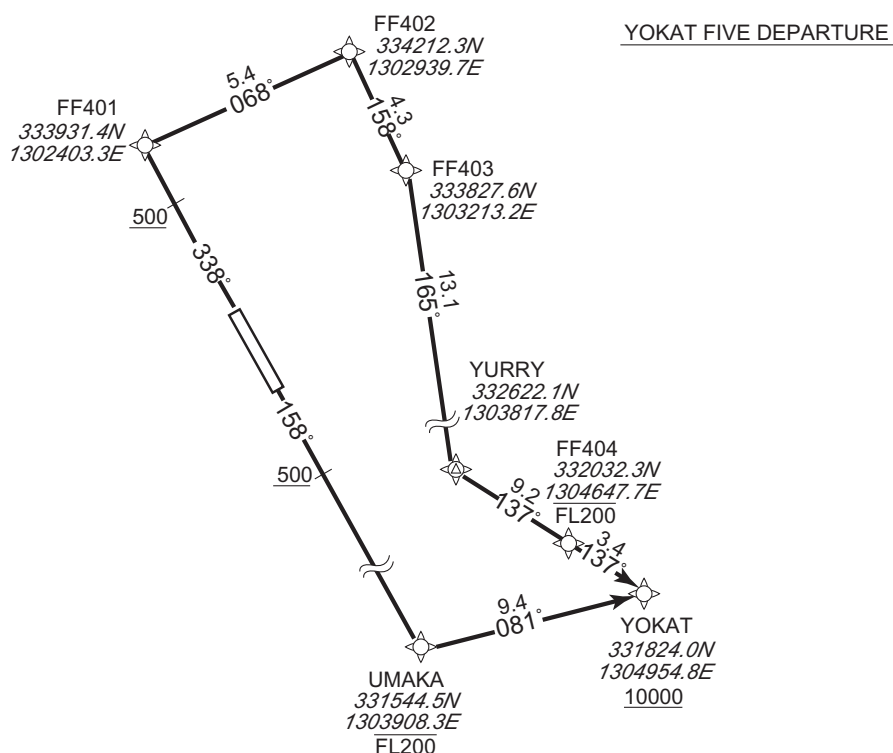 YOKAT FIVE DEPARTURE
FF402
334212.3N
1302939.7E
5.4
068°
FF401
333931.4N
1302403.3E
4.3
158°
FF403
333827.6N
1303213.2E
500
338°
13.1
165°
YURRY
332622.1N
1303817.8E
158°
500
FF404
332032.3N
1304647.7E
FL200
9.2
137°
3.4
137°
9.4
081°
YOKAT
331824.0N
1304954.8E
10000
UMAKA
331544.5N
1303908.3E
FL200